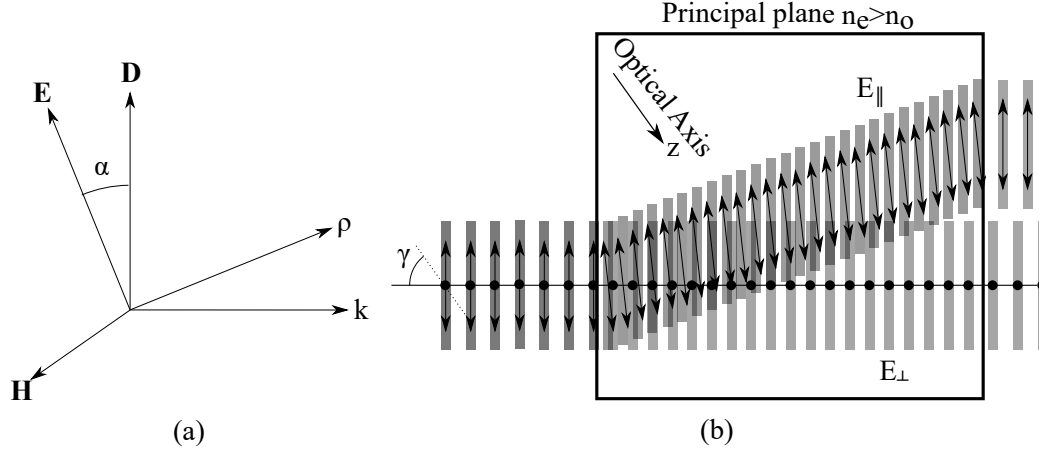 Principal plane nₑ>nₒ
D
E
α
ρ
k
H
(a)
Optical Axis
z
E∥
γ
E⊥
(b)